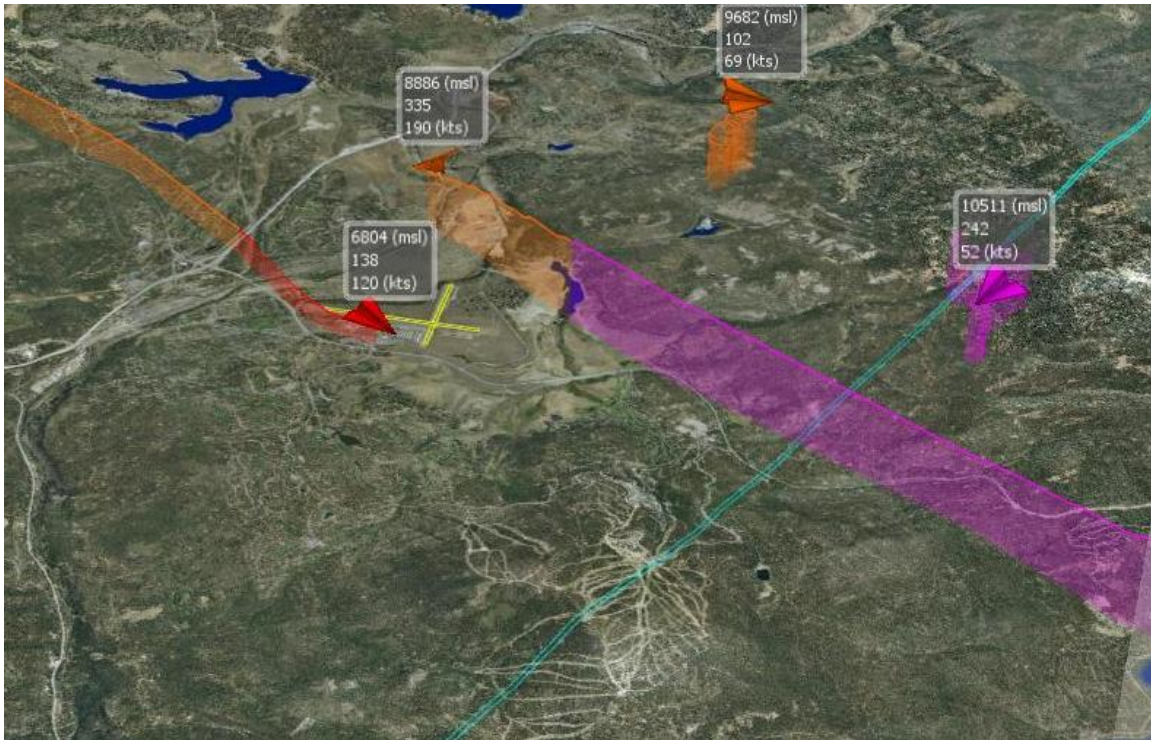 9682 (msl)
102
69 (kts)
8886 (msl)
335
190 (kts)
10511 (msl)
242
52 (kts)
6804 (msl)
138
120 (kts)